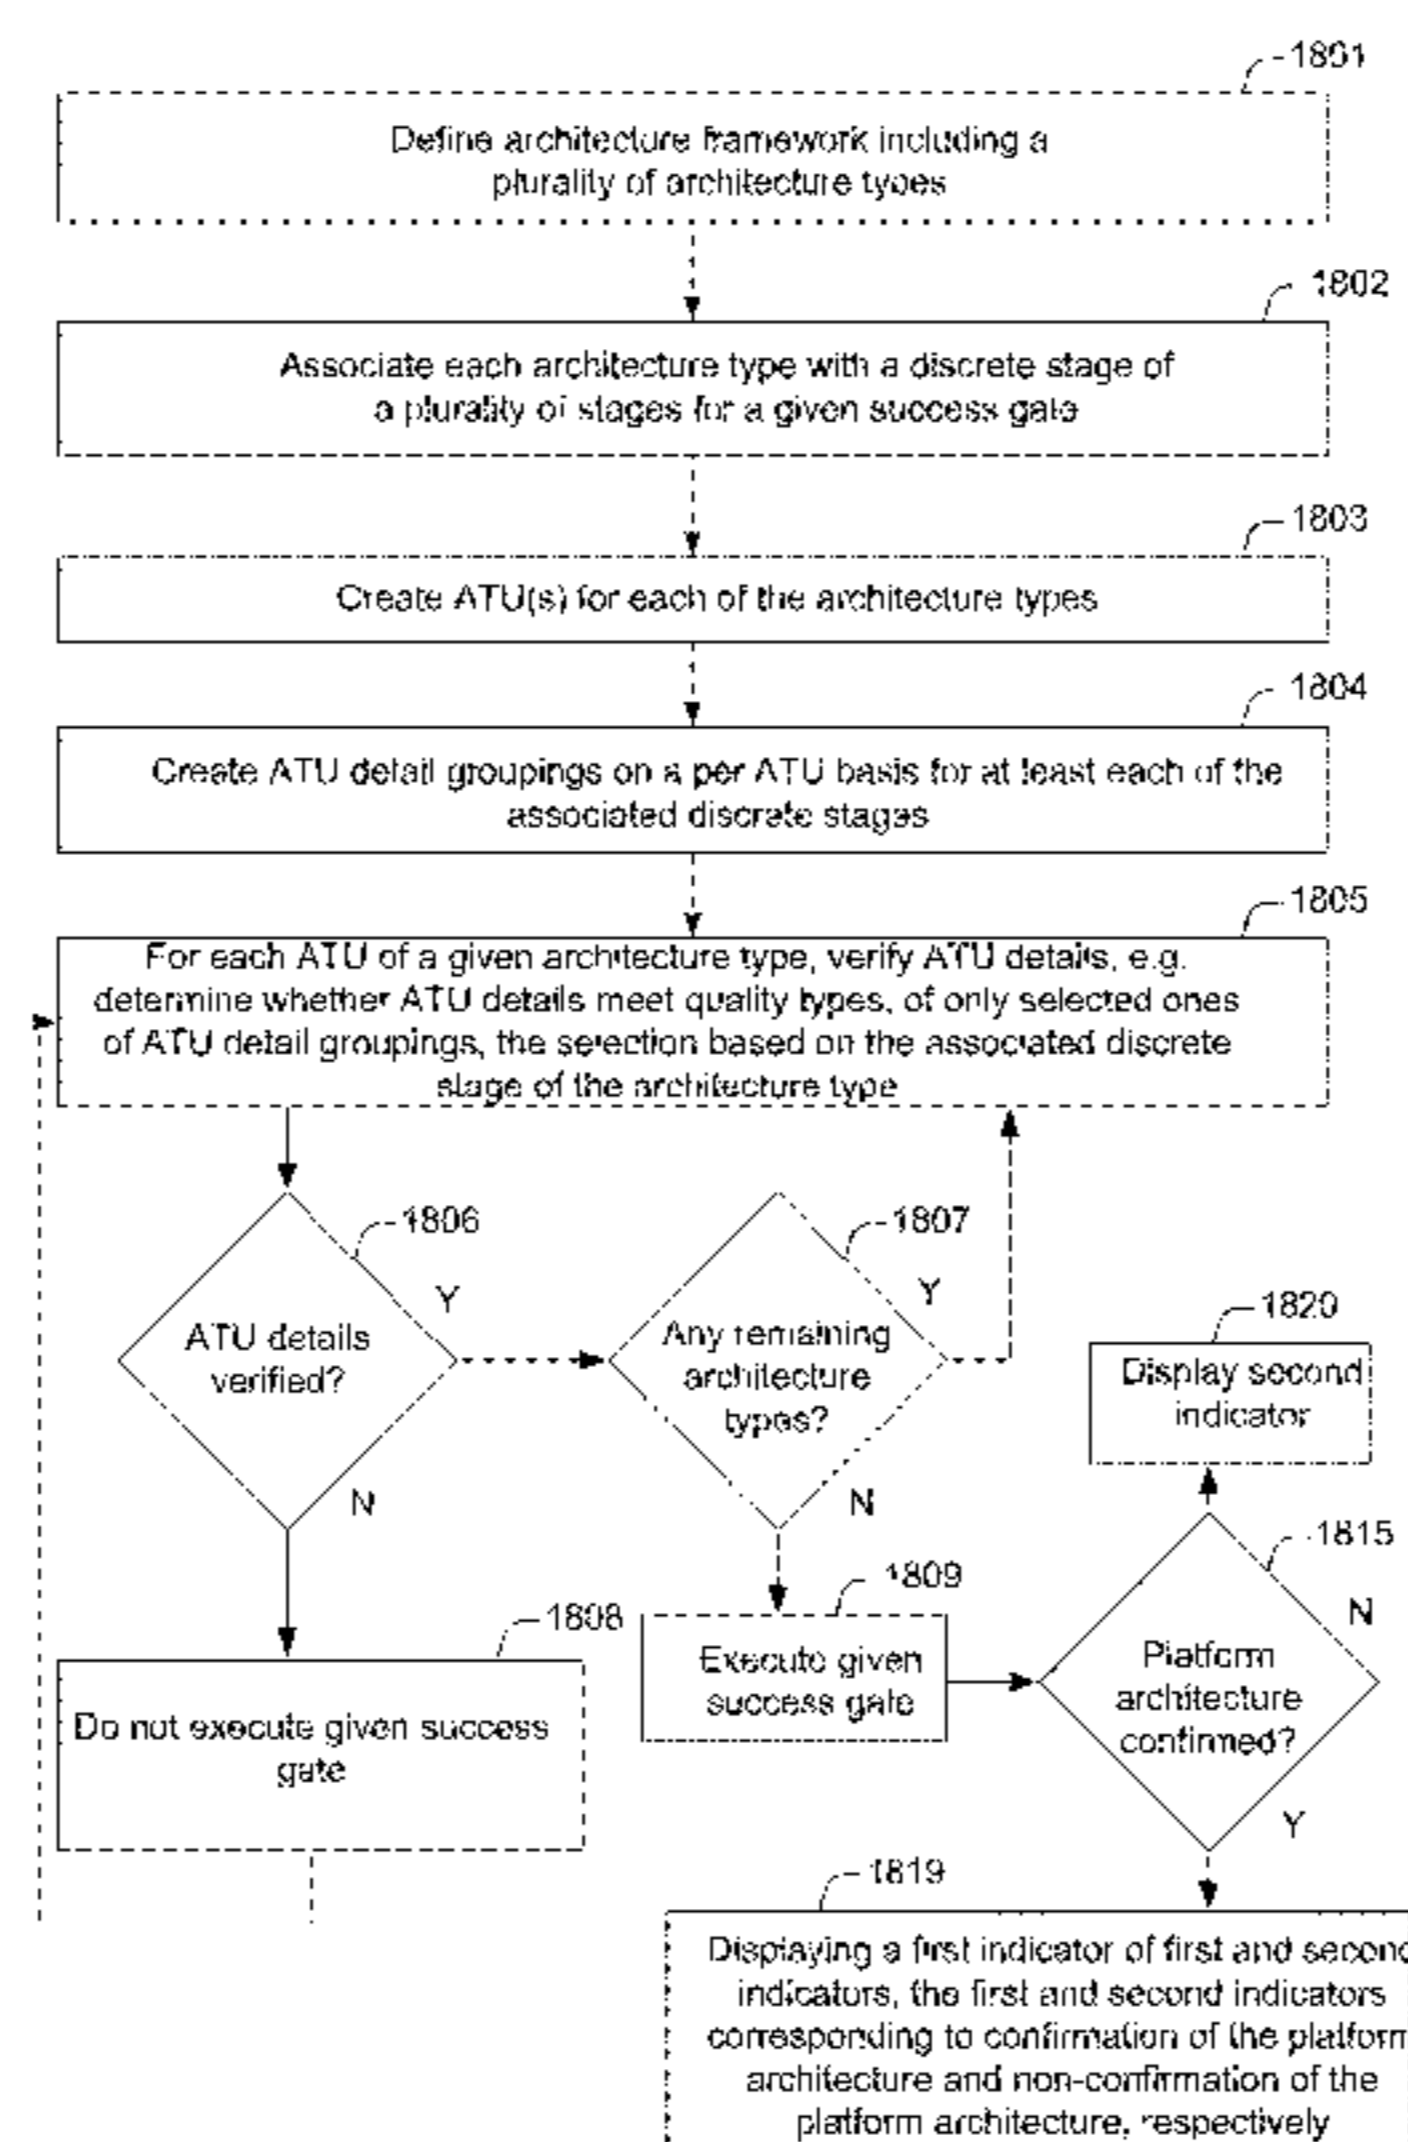 1801
Define architecture framework including a
plurality of architecture types
1802
Associate each architecture type with a discrete stage of
a plurality of stages for a given success gate
1803
Create ATU(s) for each of the architecture types
1804
Create ATU detail groupings on a per ATU basis for at least each of the
associated discrete stages
1805
For each ATU of a given architecture type, verify ATU details, e.g.
determine whether ATU details meet quality types, of only selected ones
of ATU detail groupings, the selection based on the associated discrete
stage of the architecture type
1806
Y
ATU details
verified?
N
1807
Y
Any remaining
architecture
types?
N
1820
Display second
indicator
1815
N
Platform
architecture
confirmed?
Y
1809
Execute given
success gate
1808
Do not execute given success
gate
1819
Displaying a first indicator of first and second
indicators, the first and second indicators
corresponding to confirmation of the platform
architecture and non-confirmation of the
platform architecture, respectively